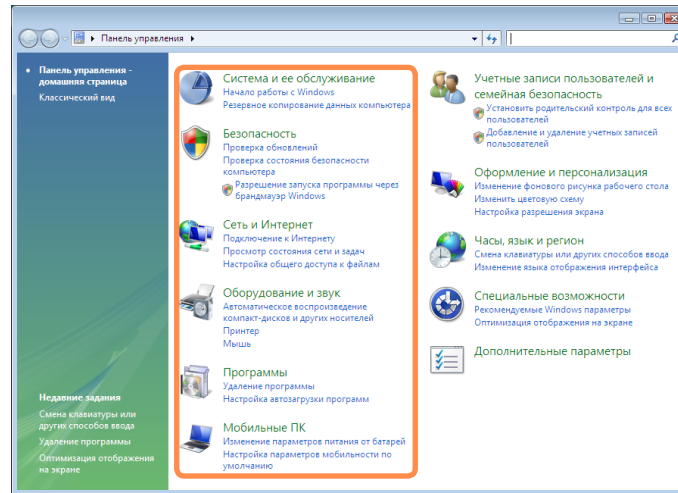 Панель управления
Панель управления -
домашняя страница
Классический вид
Система и ее обслуживание
Начало работы с Windows
Резервное копирование данных компьютера
Безопасность
Проверка обновлений
Проверка состояния безопасности
компьютера
Разрешение запуска программы через
брандмауэр Windows
Сеть и Интернет
Подключение к Интернету
Просмотр состояния сети и задач
Настройка общего доступа к файлам
Оборудование и звук
Автоматическое воспроизведение
компакт-дисков и других носителей
Принтер
Мышь
Программы
Удаление программы
Настройка автозагрузки программ
Мобильные ПК
Изменение параметров питания от батарей
Настройка параметров мобильности по
умолчанию
Учетные записи пользователей и
семейная безопасность
Установить родительский контроль для всех
пользователей
Добавление и удаление учетных записей
пользователей
Оформление и персонализация
Изменение фонового рисунка рабочего стола
Изменить цветовую схему
Настройка разрешения экрана
Часы, язык и регион
Смена клавиатуры или других способов ввода
Изменение языка отображения интерфейса
Специальные возможности
Рекомендуемые Windows параметры
Оптимизация отображения на экране
Дополнительные параметры
Недавние задания
Смена клавиатуры или
других способов ввода
Удаление программы
Оптимизация отображения
на экране